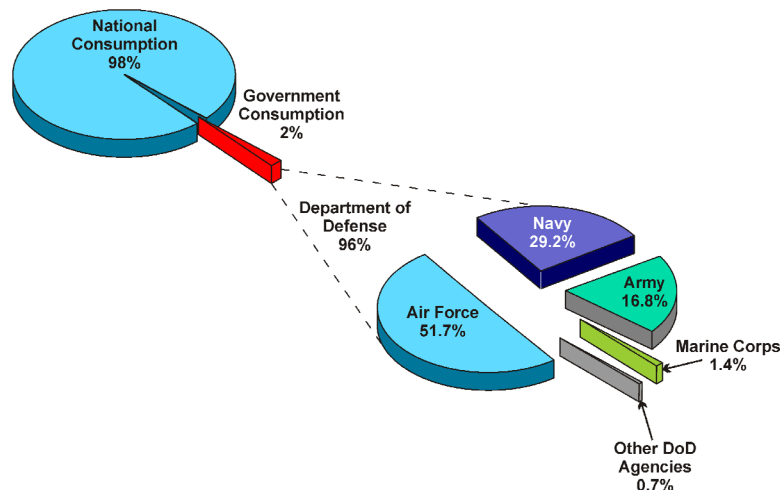 National
Consumption
98%
Government
Consumption
2%
Department of
Defense
96%
Navy
29.2%
Army
16.8%
Air Force
51.7%
Marine Corps
1.4%
Other DoD
Agencies
0.7%